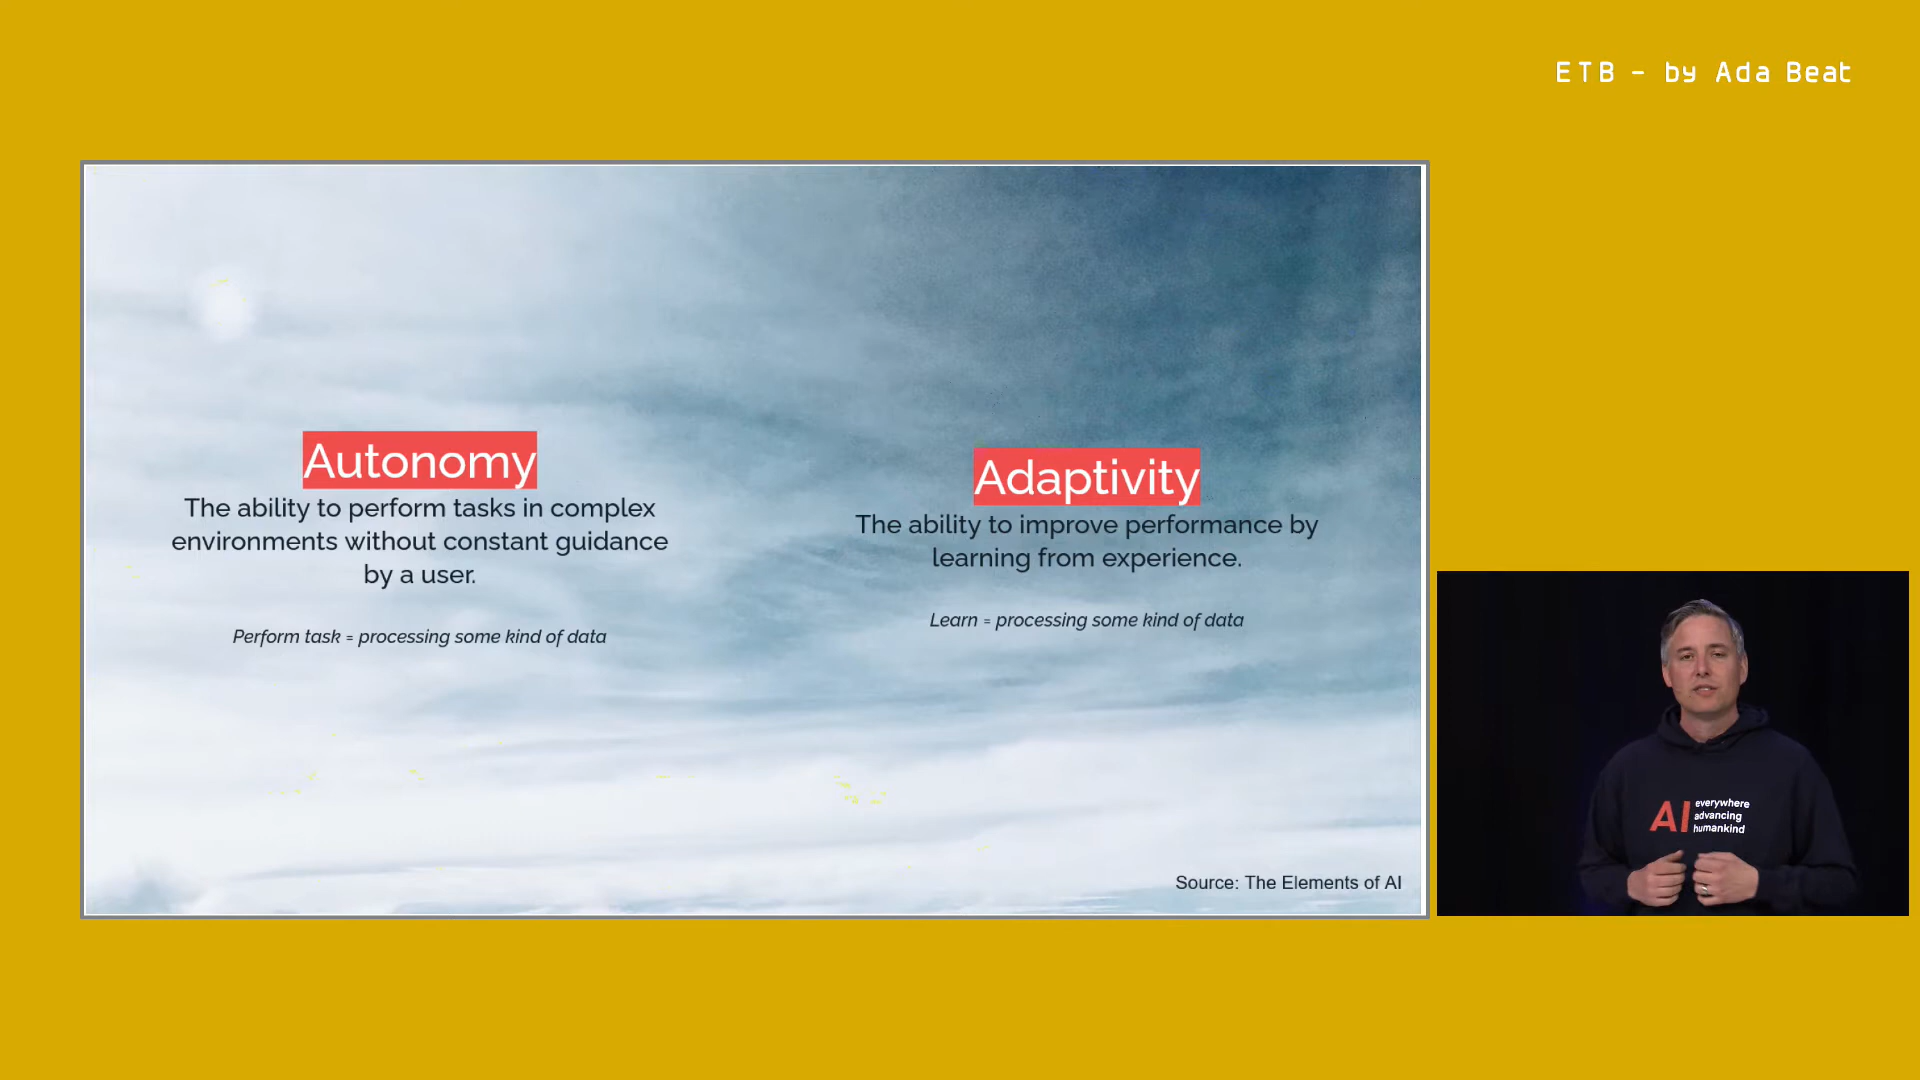 ETB - by Ada Beat
Autonomy
The ability to perform tasks in complex
environments without constant guidance
by a user.
Perform task = processing some kind of data
Adaptivity
The ability to improve performance by
learning from experience.
Learn = processing some kind of data
Source: The Elements of AI
AI everywhere
advancing
humankind